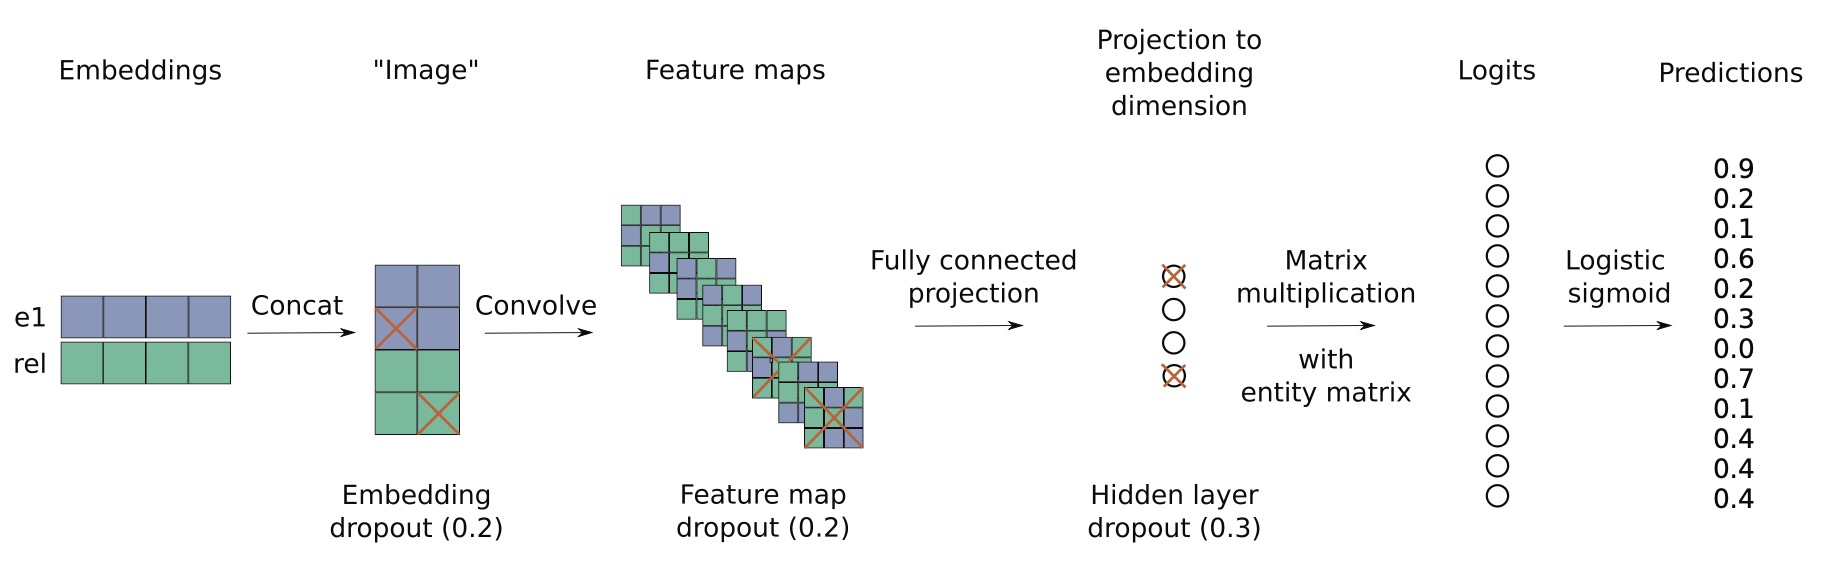 Embeddings
"Image"
Feature maps
Projection to
embedding
dimension
Logits
Predictions
e1
rel
Concat
Convolve
Fully connected
projection
Matrix
multiplication
with
entity matrix
Logistic
sigmoid
0.9
0.2
0.1
0.6
0.2
0.3
0.0
0.7
0.1
0.4
0.4
0.4
Embedding
dropout (0.2)
Feature map
dropout (0.2)
Hidden layer
dropout (0.3)